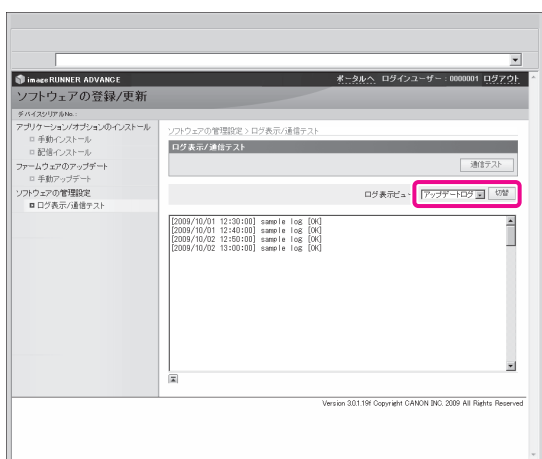 imageRUNNER ADVANCE
ポータルへ ログインユーザー : 0000001 ログアウト
ソフトウェアの登録/更新
デバイスシリアルNo. :
アプリケーション/オプションのインストール
手動インストール
配信インストール
ファームウェアのアップデート
手動アップデート
ソフトウェアの管理設定
ログ表示/通信テスト
ソフトウェアの管理設定 > ログ表示/通信テスト
ログ表示/通信テスト
通信テスト
ログ表示ビュー: アップデートログ 切替
[2009/10/01 12:30:00] sample log [OK]
[2009/10/01 12:40:00] sample log [OK]
[2009/10/02 12:50:00] sample log [OK]
[2009/10/02 13:00:00] sample log [OK]
Version 3.0.1.19f Copyright CANON INC. 2009 All Rights Reserved